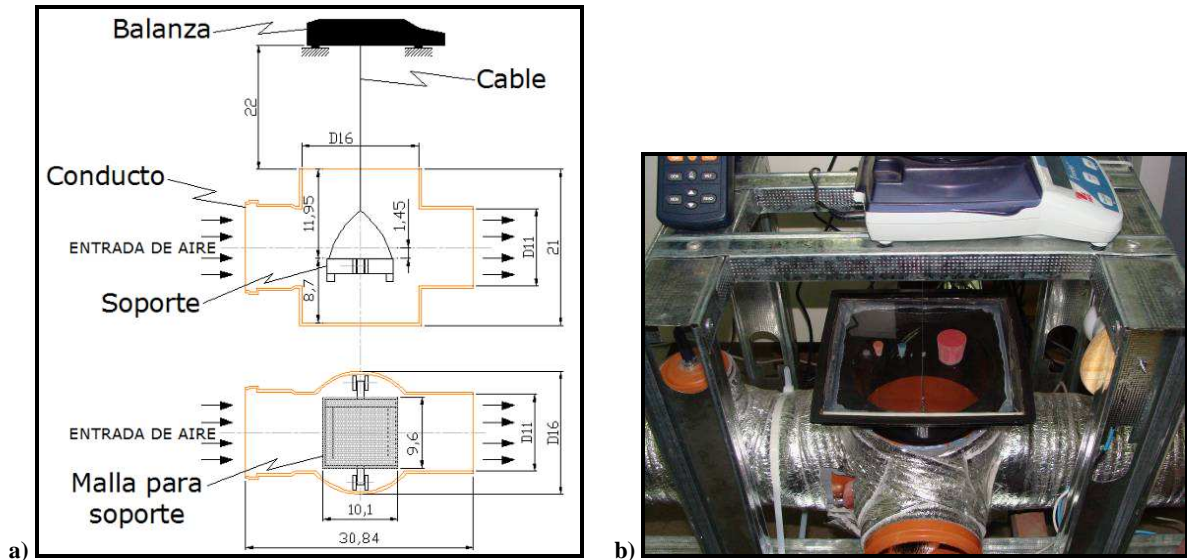 Balanza
Cable
22
D16
Conducto
11,95
1,45
ENTRADA DE AIRE
D11
21
Soporte
8,7
ENTRADA DE AIRE
9,6
D11
D16
Malla para
soporte
10,1
30,84
a)
b)